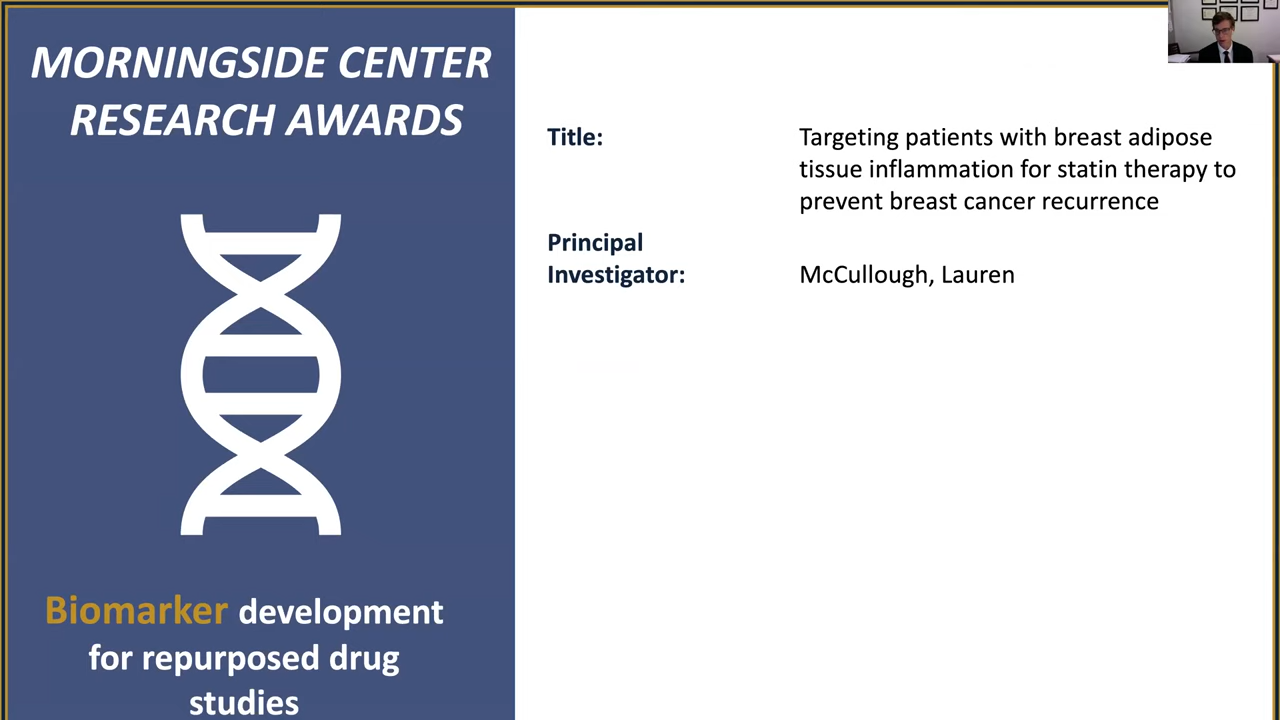 MORNINGSIDE CENTER
RESEARCH AWARDS
Biomarker development
for repurposed drug
studies
Title:
Targeting patients with breast adipose
tissue inflammation for statin therapy to
prevent breast cancer recurrence
Principal
Investigator:
McCullough, Lauren